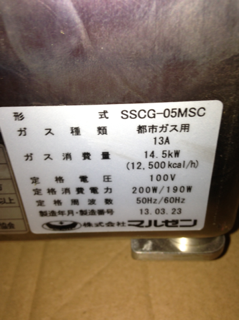 形 式 SSCG-05MSC
ガス種類 都市ガス用
13A
ガス消費量 14.5kW
(12,500kcal/h)
定格電圧 100V
定格消費電力 200W/190W
定格周波数 50Hz/60Hz
製造年月・製造番号 13.03.23
株式会社マルゼン